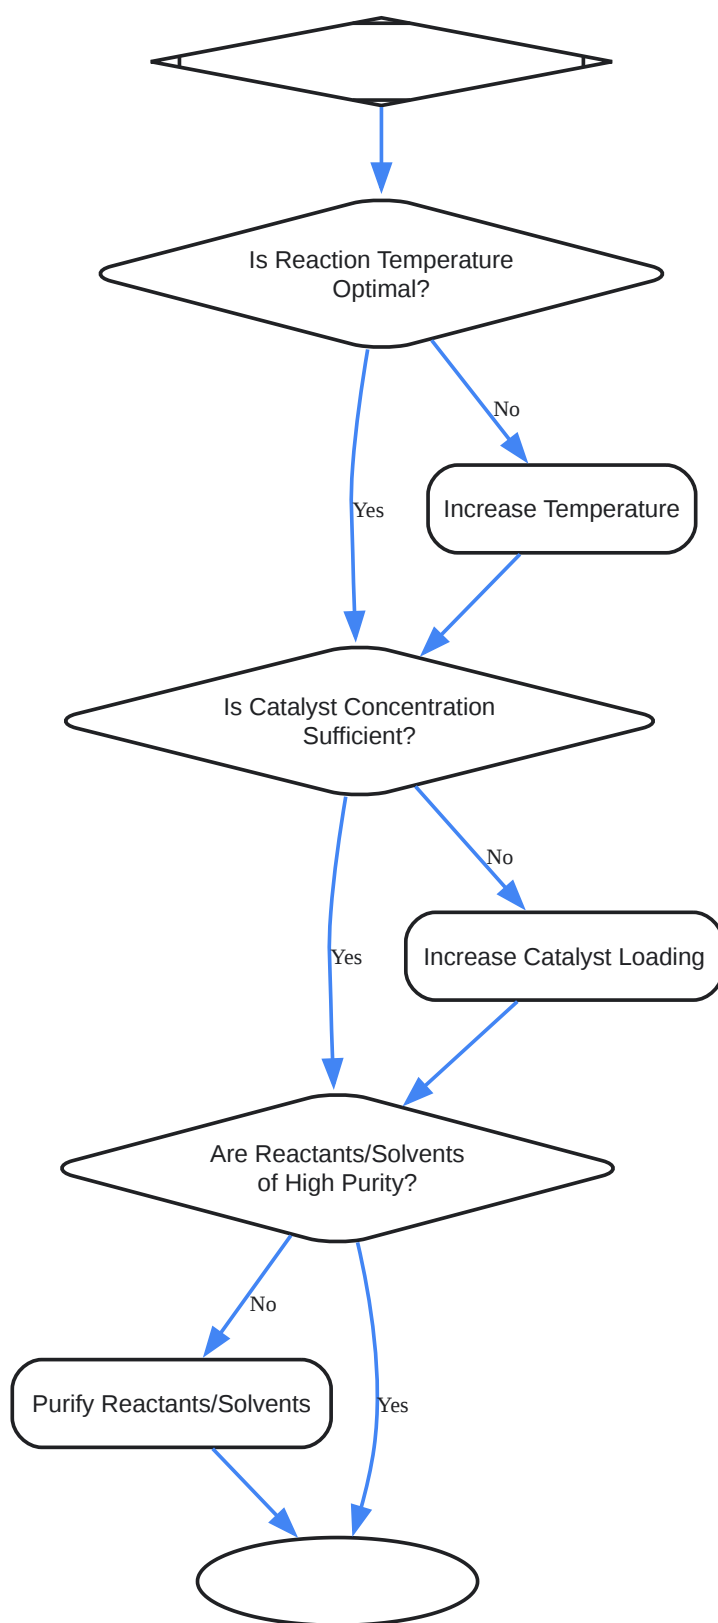 Is Reaction Temperature
Optimal?
No
Yes
Increase Temperature
Is Catalyst Concentration
Sufficient?
No
Yes
Increase Catalyst Loading
Are Reactants/Solvents
of High Purity?
No
Purify Reactants/Solvents
Yes